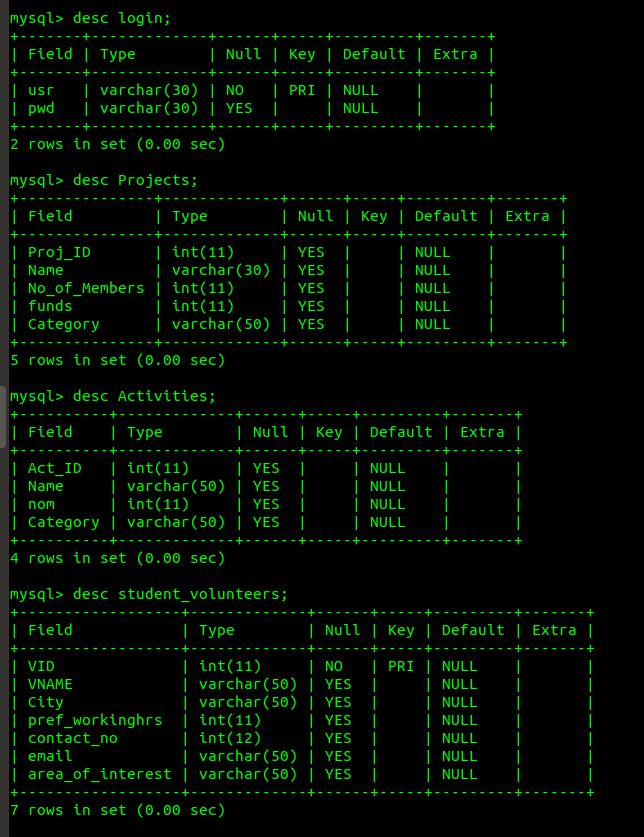 mysql> desc login;
+-------+-------------+------+-----+---------+-------+
| Field | Type        | Null | Key | Default | Extra |
+-------+-------------+------+-----+---------+-------+
| usr   | varchar(30) | NO   | PRI | NULL    |       |
| pwd   | varchar(30) | YES  |     | NULL    |       |
+-------+-------------+------+-----+---------+-------+
2 rows in set (0.00 sec)

mysql> desc Projects;
+---------------+-------------+------+-----+---------+-------+
| Field         | Type        | Null | Key | Default | Extra |
+---------------+-------------+------+-----+---------+-------+
| Proj_ID       | int(11)     | YES  |     | NULL    |       |
| Name          | varchar(30) | YES  |     | NULL    |       |
| No_of_Members | int(11)     | YES  |     | NULL    |       |
| funds         | int(11)     | YES  |     | NULL    |       |
| Category      | varchar(50) | YES  |     | NULL    |       |
+---------------+-------------+------+-----+---------+-------+
5 rows in set (0.00 sec)

mysql> desc Activities;
+----------+-------------+------+-----+---------+-------+
| Field    | Type        | Null | Key | Default | Extra |
+----------+-------------+------+-----+---------+-------+
| Act_ID   | int(11)     | YES  |     | NULL    |       |
| Name     | varchar(50) | YES  |     | NULL    |       |
| nom      | int(11)     | YES  |     | NULL    |       |
| Category | varchar(50) | YES  |     | NULL    |       |
+----------+-------------+------+-----+---------+-------+
4 rows in set (0.00 sec)

mysql> desc student_volunteers;
+------------------+-------------+------+-----+---------+-------+
| Field            | Type        | Null | Key | Default | Extra |
+------------------+-------------+------+-----+---------+-------+
| VID              | int(11)     | NO   | PRI | NULL    |       |
| VNAME            | varchar(50) | YES  |     | NULL    |       |
| City             | varchar(50) | YES  |     | NULL    |       |
| pref_workinghrs  | int(11)     | YES  |     | NULL    |       |
| contact_no       | int(12)     | YES  |     | NULL    |       |
| email            | varchar(50) | YES  |     | NULL    |       |
| area_of_interest | varchar(50) | YES  |     | NULL    |       |
+------------------+-------------+------+-----+---------+-------+
7 rows in set (0.00 sec)